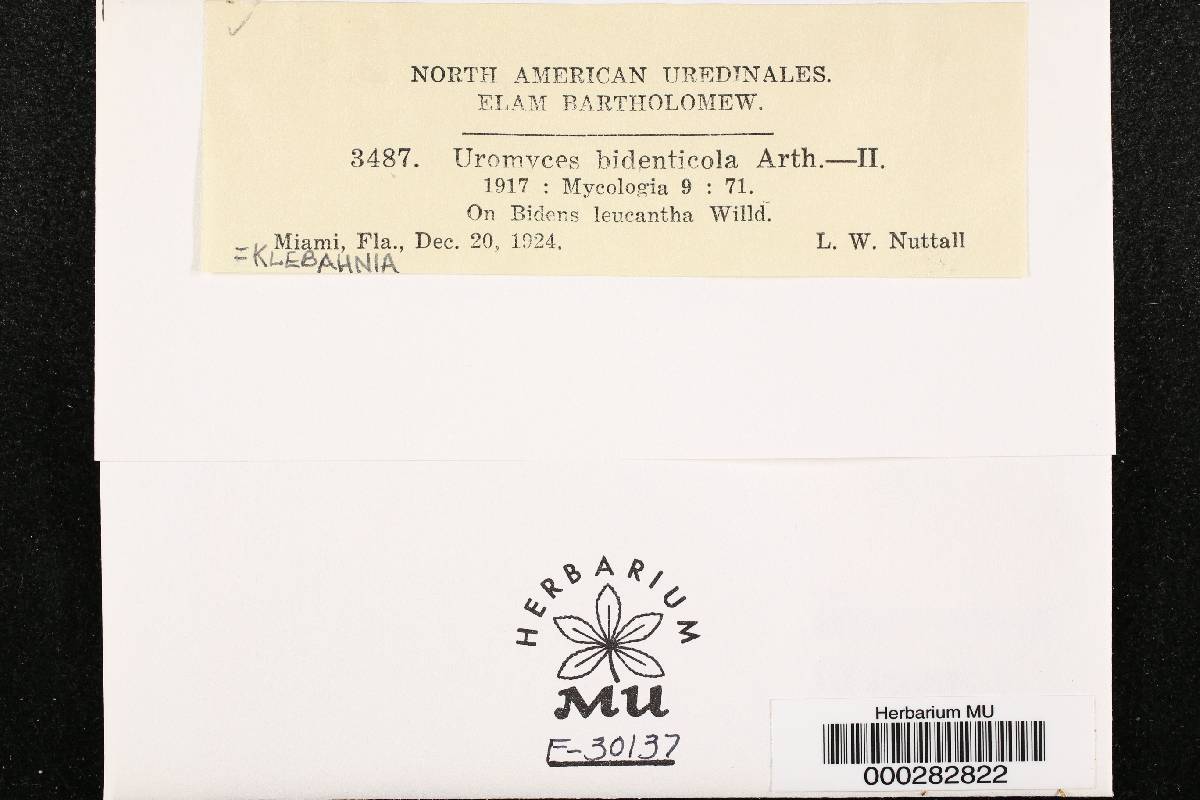 NORTH AMERICAN UREDINALES.
ELAM BARTHOLOMEW.
3487. Uromyces bidenticola Arth.—II.
1917 : Mycologia 9 : 71.
On Bidens leucantha Willd.
Miami, Fla., Dec. 20, 1924. L. W. Nuttall
=KLEBAHNIA
HERBARIUM
MU
F-30137
Herbarium MU
000282822